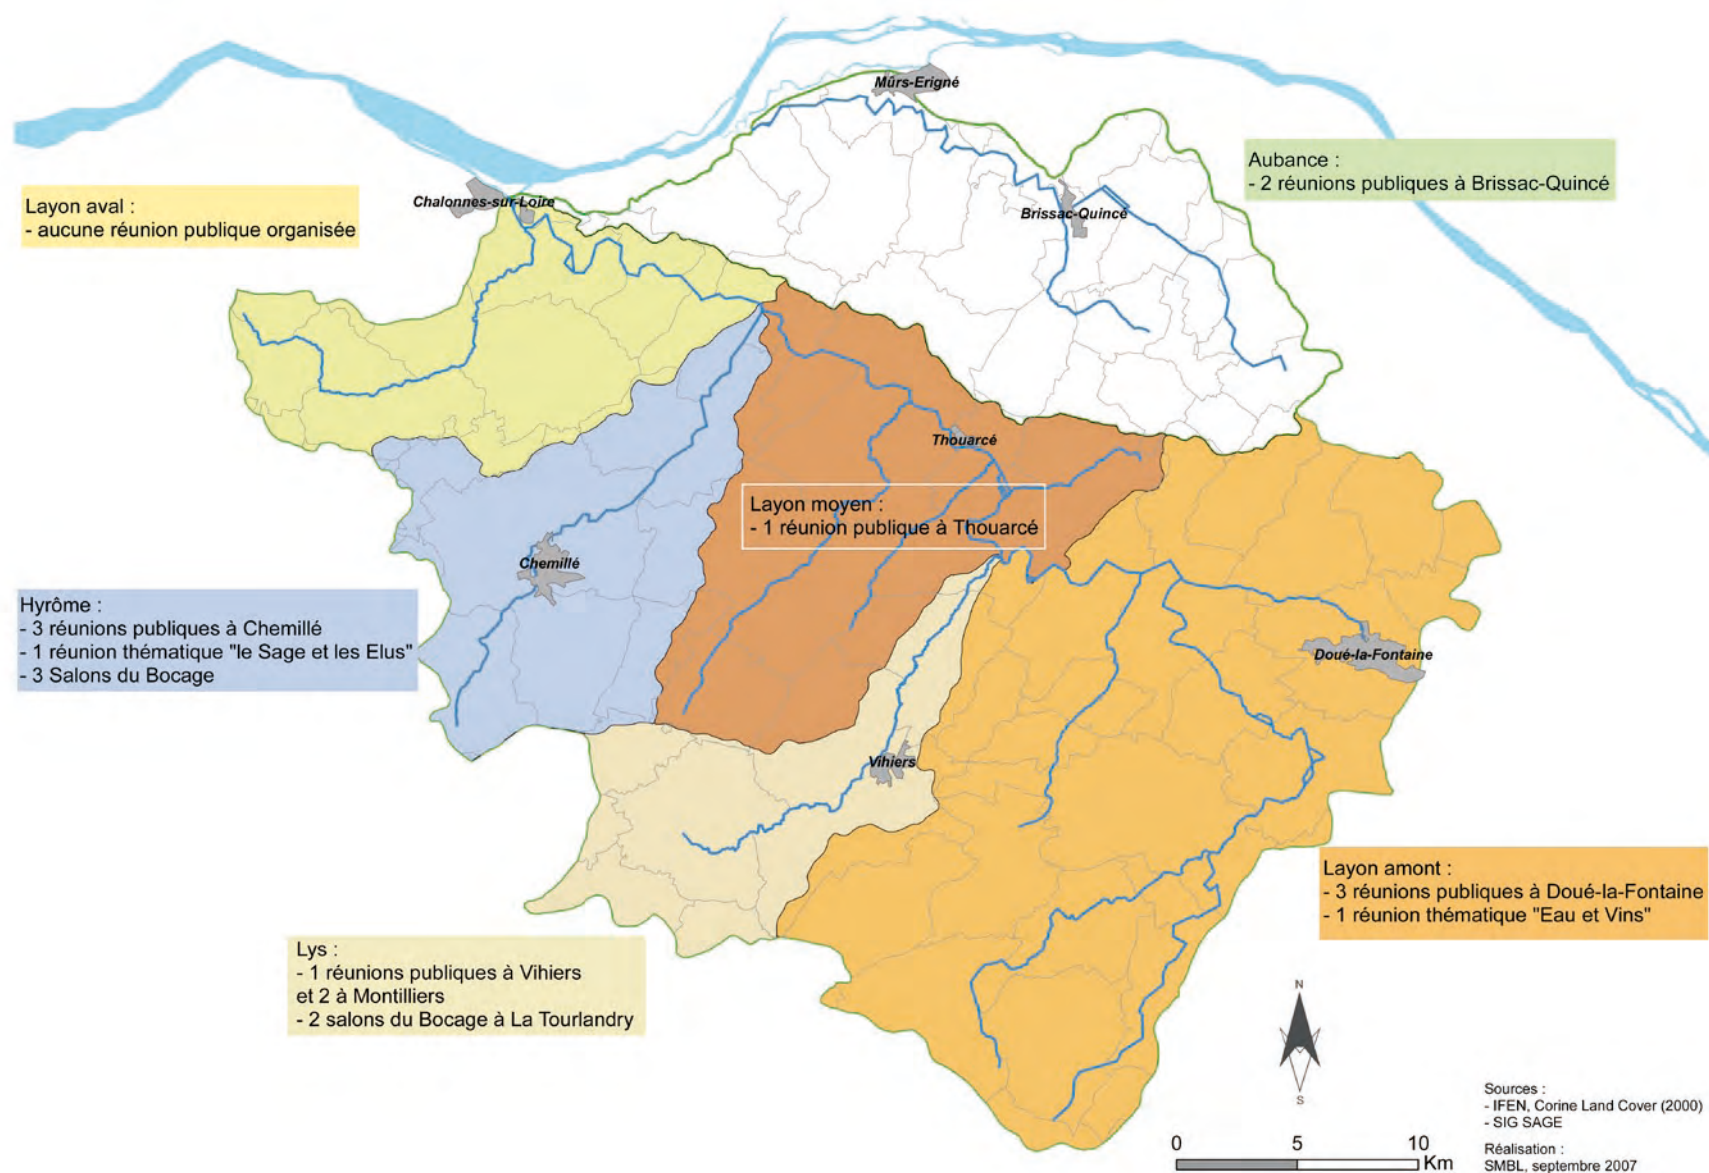 Mûrs-Erigné
Aubance :
- 2 réunions publiques à Brissac-Quincé
Layon aval :
- aucune réunion publique organisée
Chalonnes-sur-Loire
Brissac-Quincé
Thouarcé
Layon moyen :
- 1 réunion publique à Thouarcé
Chemillé
Hyrôme :
- 3 réunions publiques à Chemillé
- 1 réunion thématique "le Sage et les Elus"
- 3 Salons du Bocage
Doué-la-Fontaine
Vihiers
Layon amont :
- 3 réunions publiques à Doué-la-Fontaine
- 1 réunion thématique "Eau et Vins"
Lys :
- 1 réunions publiques à Vihiers
et 2 à Montilliers
- 2 salons du Bocage à La Tourlandry
N
S
Sources :
- IFEN, Corine Land Cover (2000)
- SIG SAGE
Réalisation :
SMBL, septembre 2007
0 5 10
Km